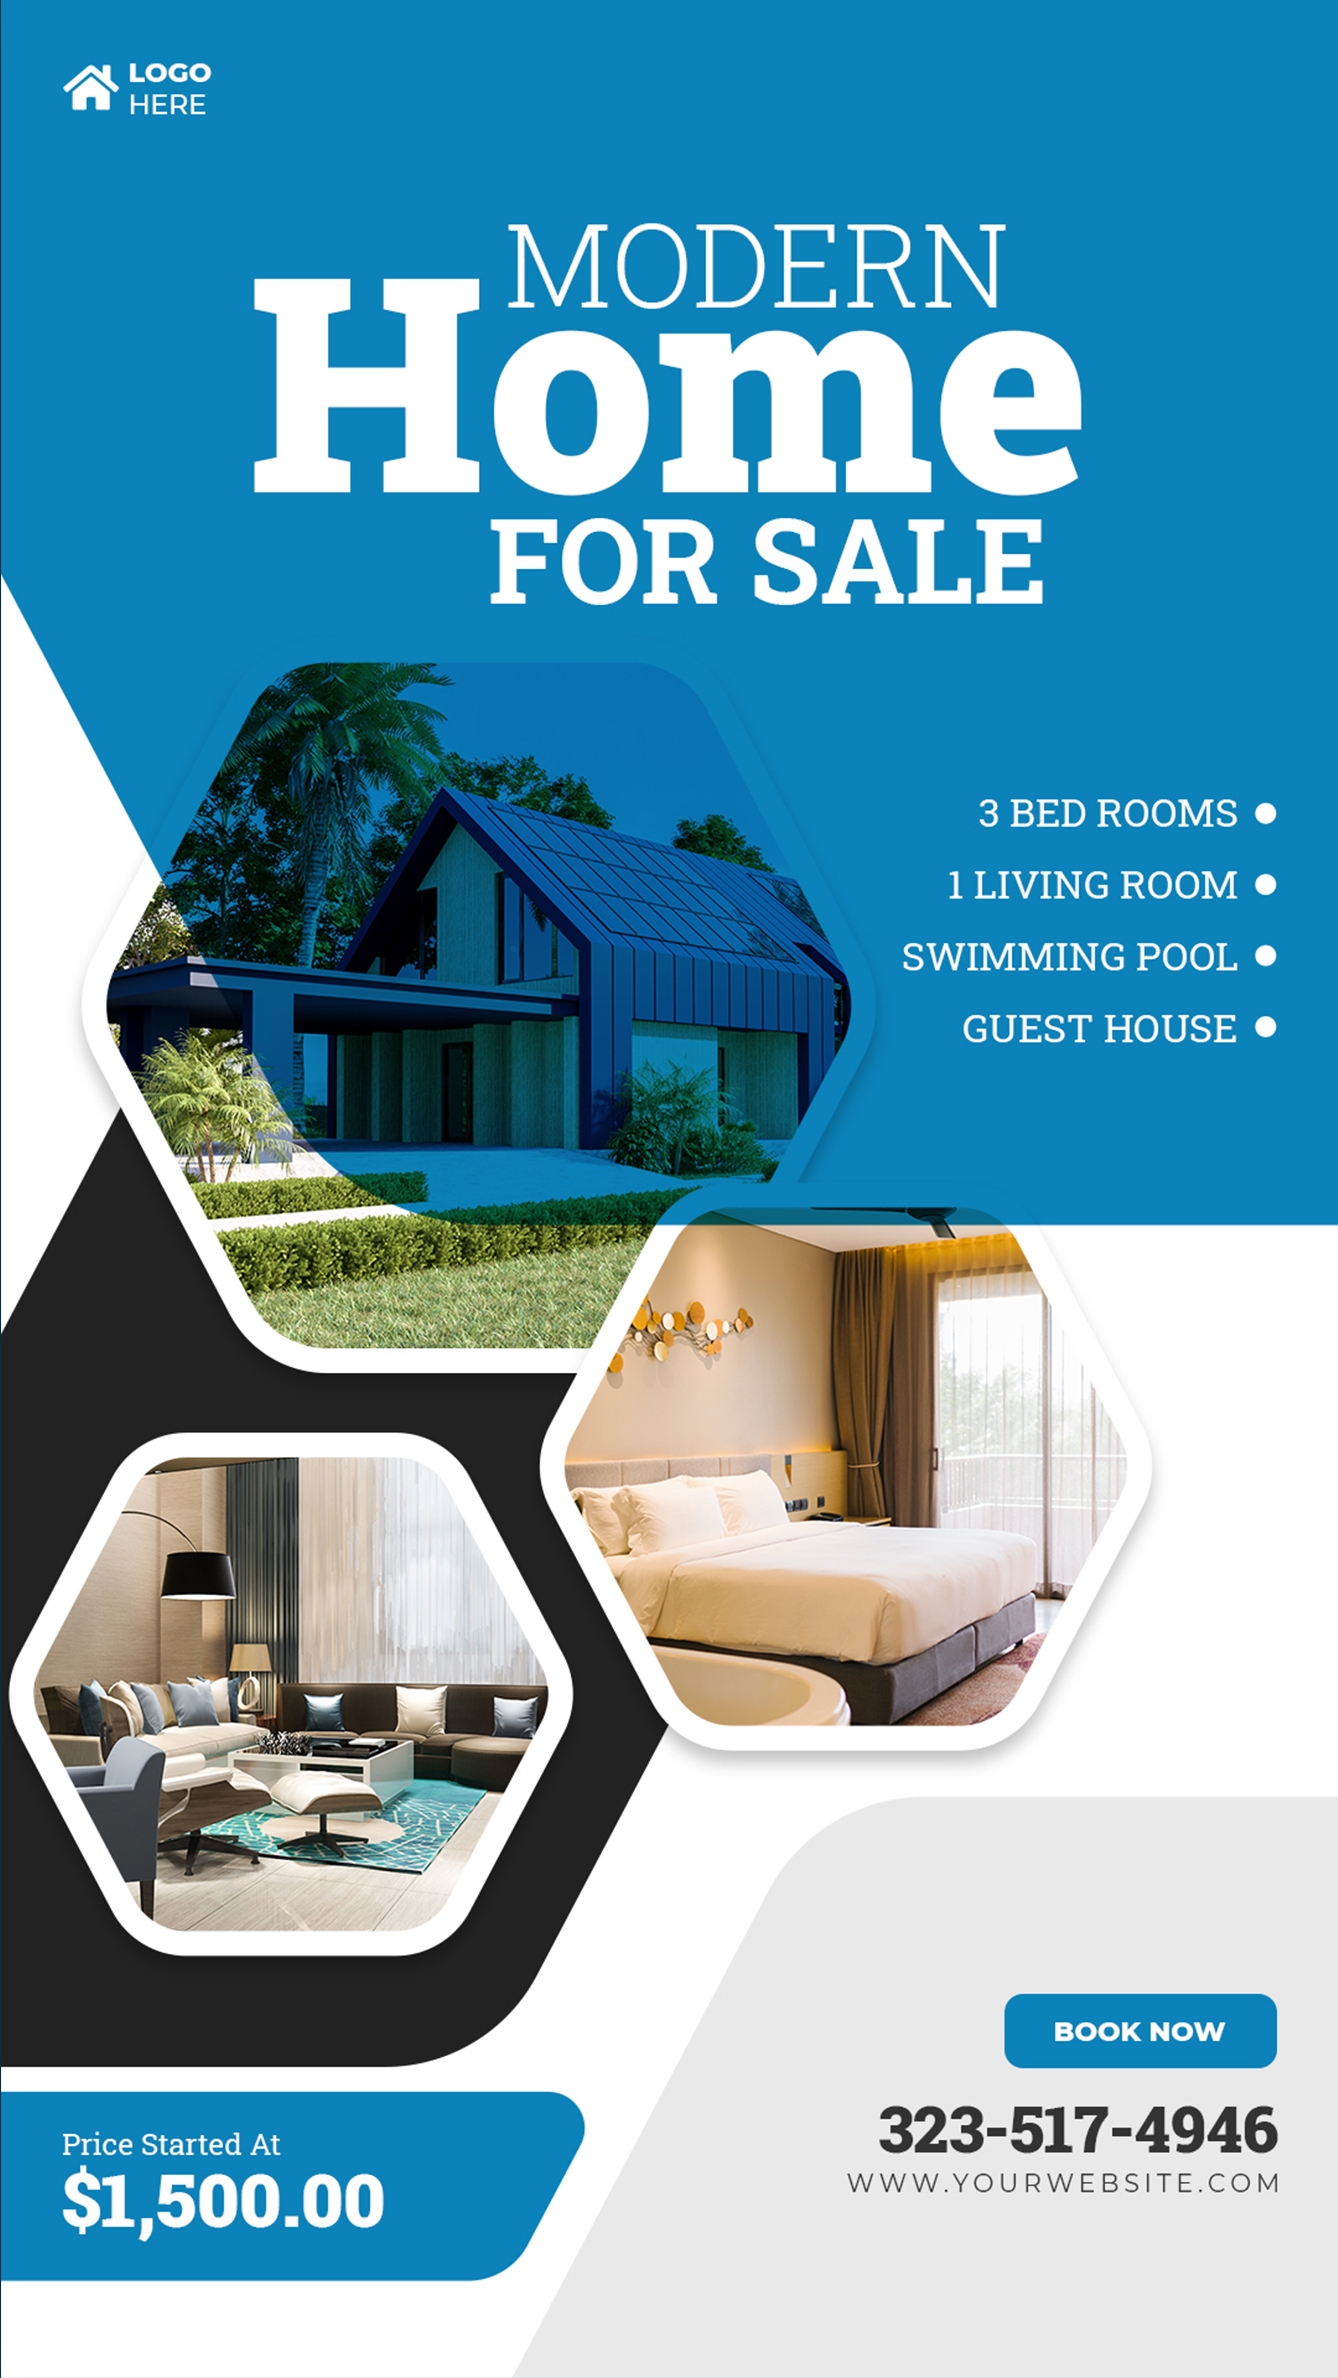 LOGO
HERE
MODERN
Home
FOR SALE
3 BED ROOMS
1 LIVING ROOM
SWIMMING POOL
GUEST HOUSE
BOOK NOW
323-517-4946
WWW.YOURWEBSITE.COM
Price Started At
$1,500.00